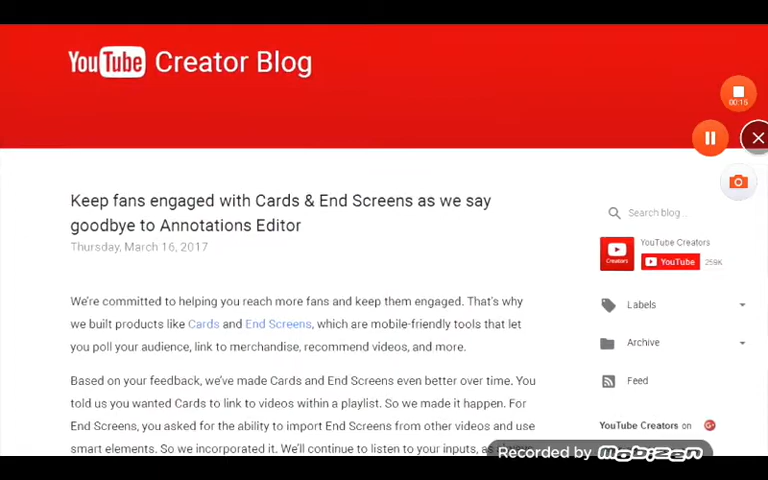 YouTube Creator Blog
00:15
Keep fans engaged with Cards & End Screens as we say
goodbye to Annotations Editor
Thursday, March 16, 2017
Search blog...
YouTube Creators
Creators
YouTube 259K
We're committed to helping you reach more fans and keep them engaged. That's why
we built products like Cards and End Screens, which are mobile-friendly tools that let
you poll your audience, link to merchandise, recommend videos, and more.
Labels
Archive
Feed
Based on your feedback, we've made Cards and End Screens even better over time. You
told us you wanted Cards to link to videos within a playlist. So we made it happen. For
End Screens, you asked for the ability to import End Screens from other videos and use
smart elements. So we incorporated it. We'll continue to listen to your inputs, as always
YouTube Creators on
Recorded by Mobizen